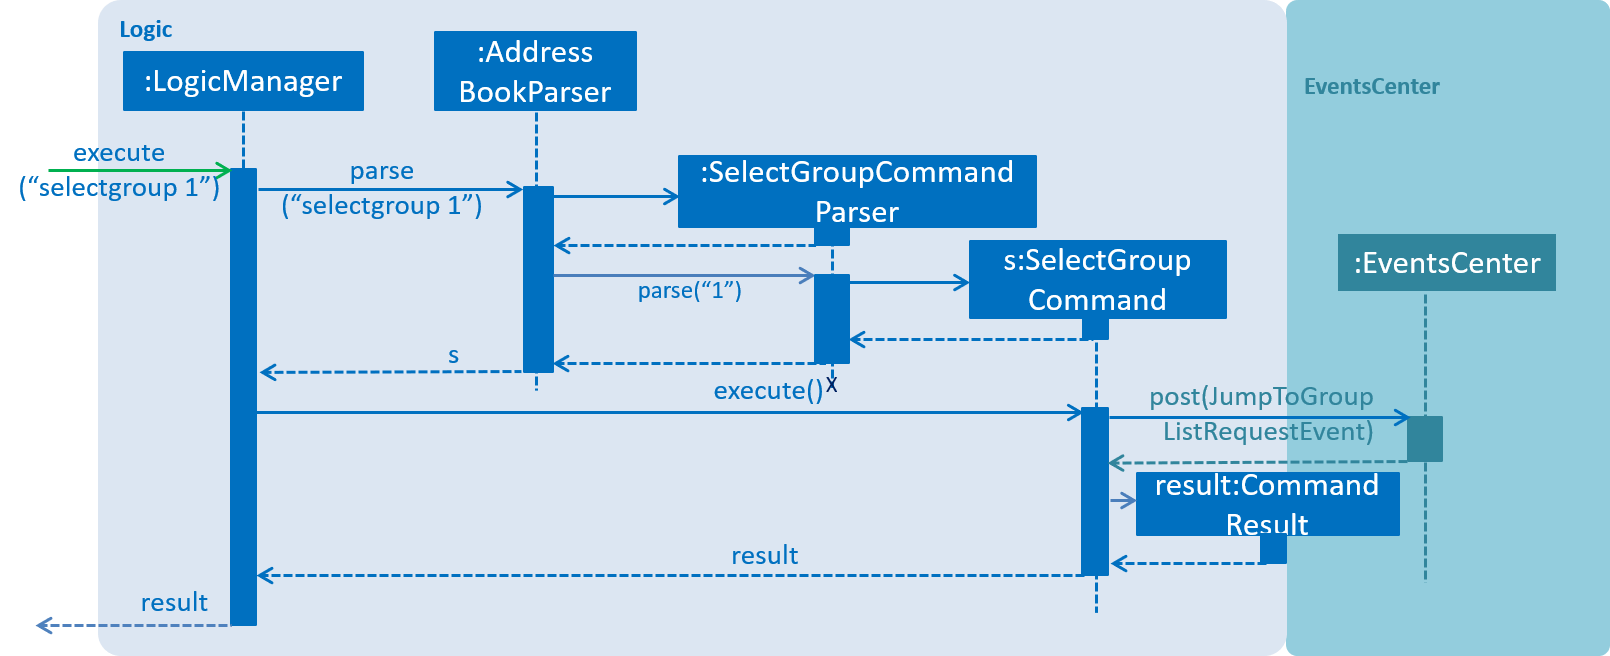 Logic
:LogicManager
:Address
BookParser
EventsCenter
execute
(“selectgroup 1”)
parse
(“selectgroup 1”)
:SelectGroupCommand
Parser
s:SelectGroup
Command
:EventsCenter
parse(“1”)
s
execute()
X
post(JumpToGroup
ListRequestEvent)
result:Command
Result
result
result